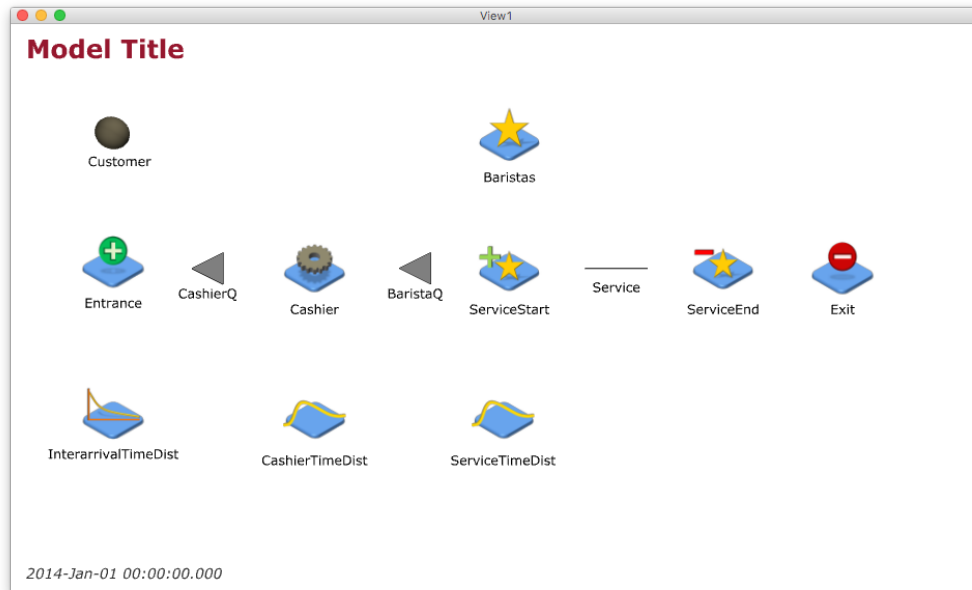 View1
Model Title
Customer
Baristas
Entrance
CashierQ
Cashier
BaristaQ
ServiceStart
Service
ServiceEnd
Exit
InterarrivalTimeDist
CashierTimeDist
ServiceTimeDist
2014-Jan-01 00:00:00.000